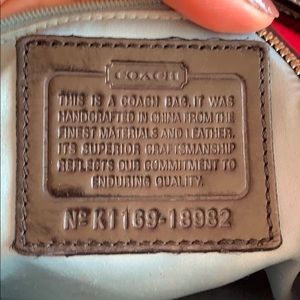 COACH
THIS IS A COACH BAG. IT WAS
HANDCRAFTED IN CHINA FROM THE
FINEST MATERIALS AND LEATHER.
ITS SUPERIOR CRAFTSMANSHIP
REFLECTS OUR COMMITMENT TO
ENDURING QUALITY.
Nº K1169-18982